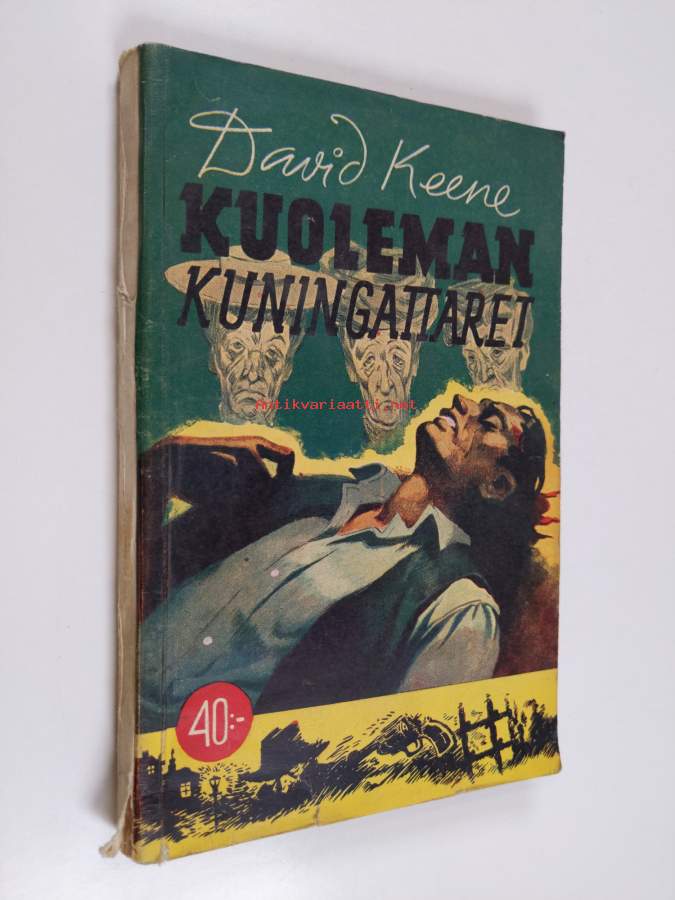 David Keene
KUOLEMAN
KUNINGATTARET
antikvariaatti.net
40:-